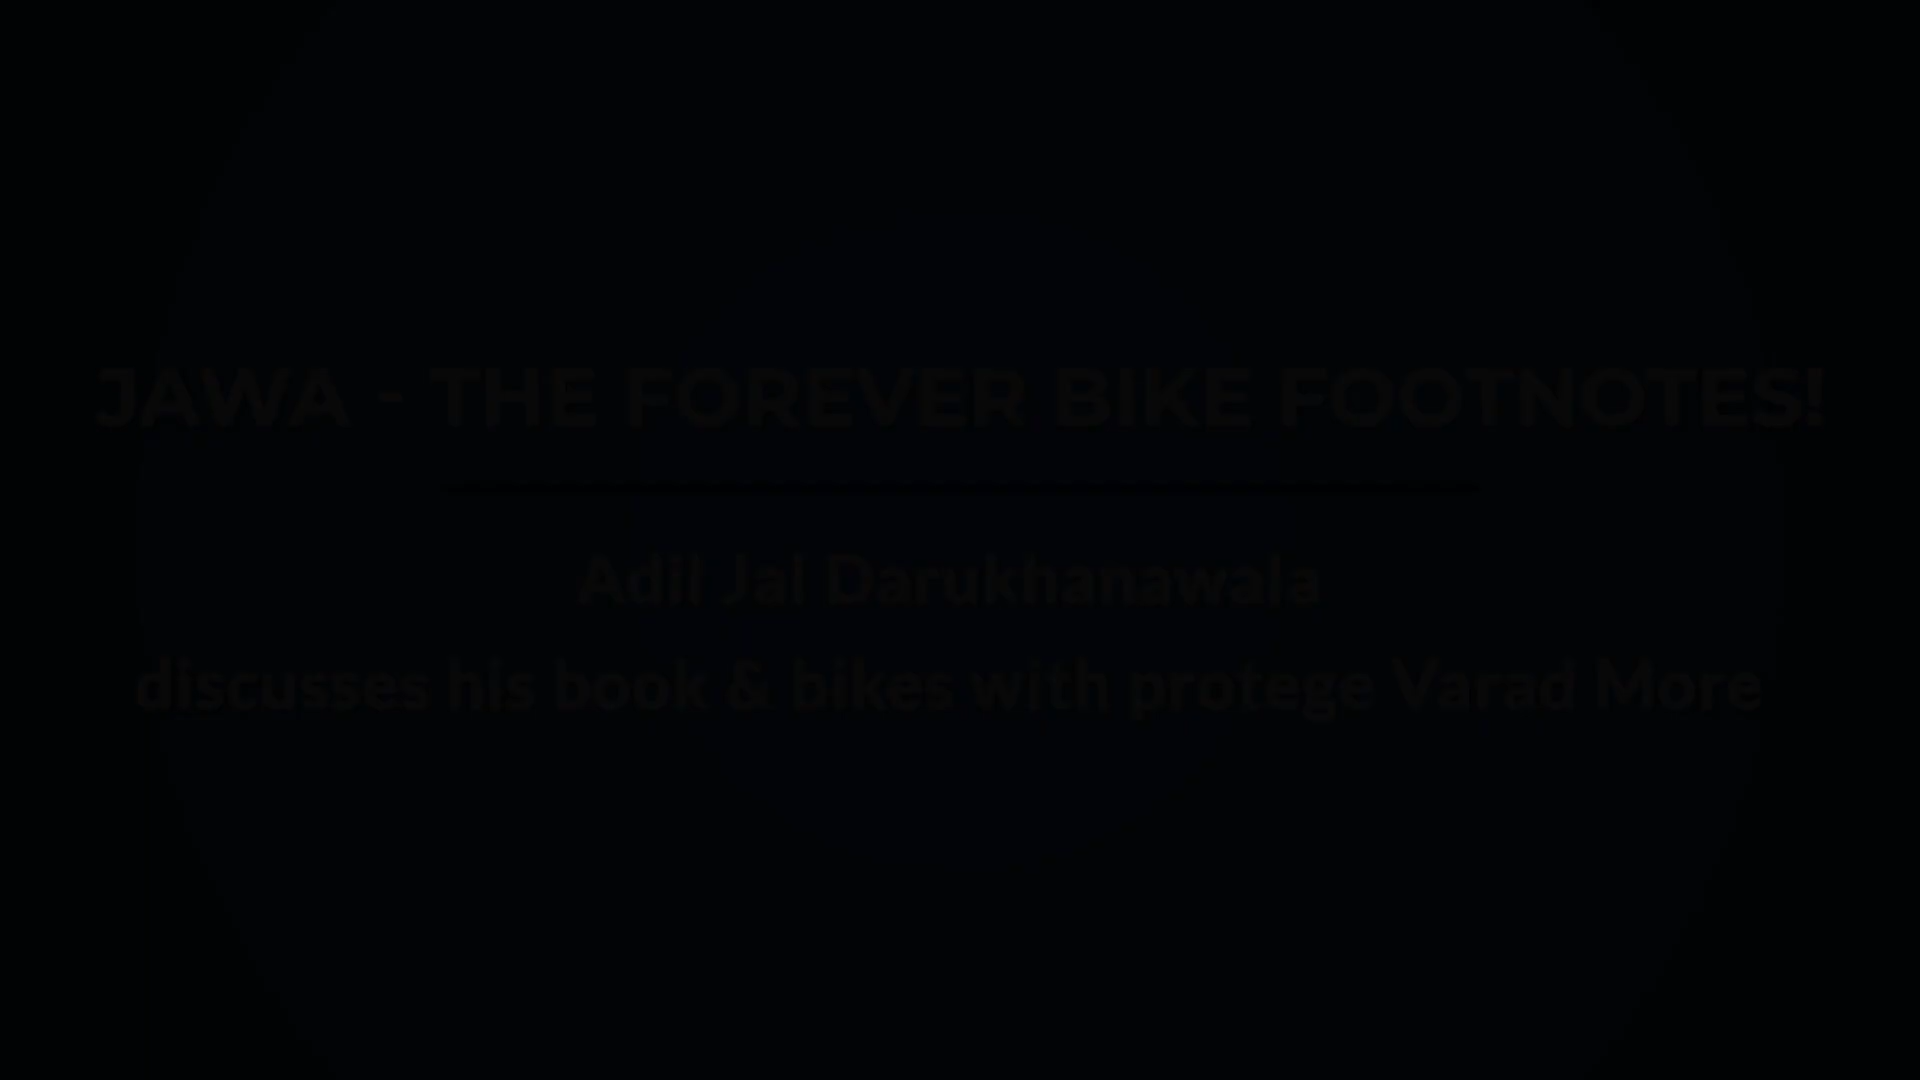 JAWA - THE FOREVER BIKE FOOTNOTES!
Adil Jal Darukhanawala
discusses his book & bikes with protege Varad More